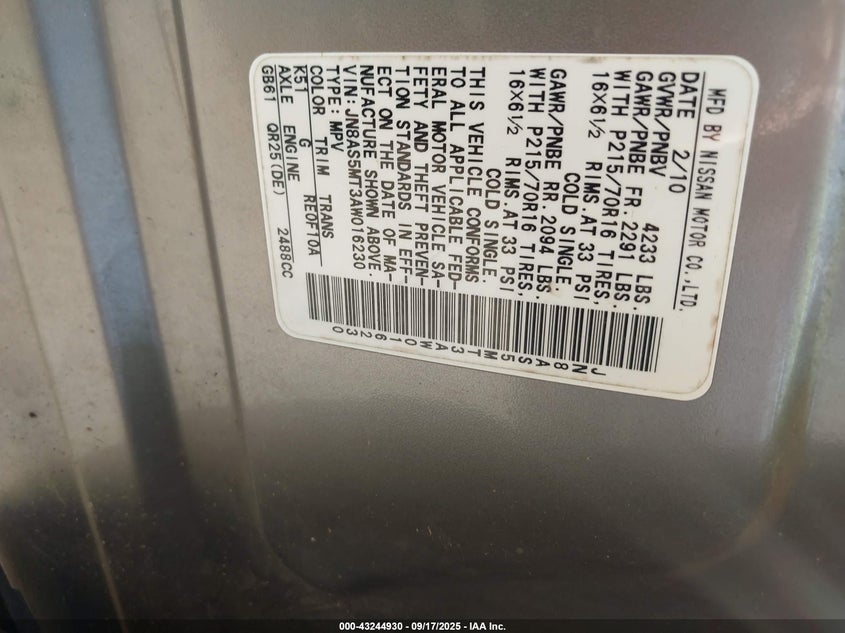 MFD BY NISSAN MOTOR CO.,LTD.
DATE 2/10
GVWR/PNBV 4233 LBS.
GAWR/PNBE FR. 2291 LBS.
WITH P215/70R16 TIRES,
16X6½ RIMS AT 33 PSI
COLD SINGLE.
GAWR/PNBE RR. 2094 LBS.
WITH P215/70R16 TIRES,
16X6½ RIMS AT 33 PSI
COLD SINGLE.
THIS VEHICLE CONFORMS
TO ALL APPLICABLE FED-
ERAL MOTOR VEHICLE SA-
FETY AND THEFT PREVEN-
TION STANDARDS IN EFF-
ECT ON THE DATE OF MA-
NUFACTURE SHOWN ABOVE.
VIN:JN8AS5MT3AW016230
TYPE:MPV
COLOR TRIM TRANS
K51 G RE0F10A
AXLE ENGINE
GB61 QR25(DE) 2488CC
JN8AS5MT3AW016230
000-43244930 - 09/17/2025 - IAA Inc.